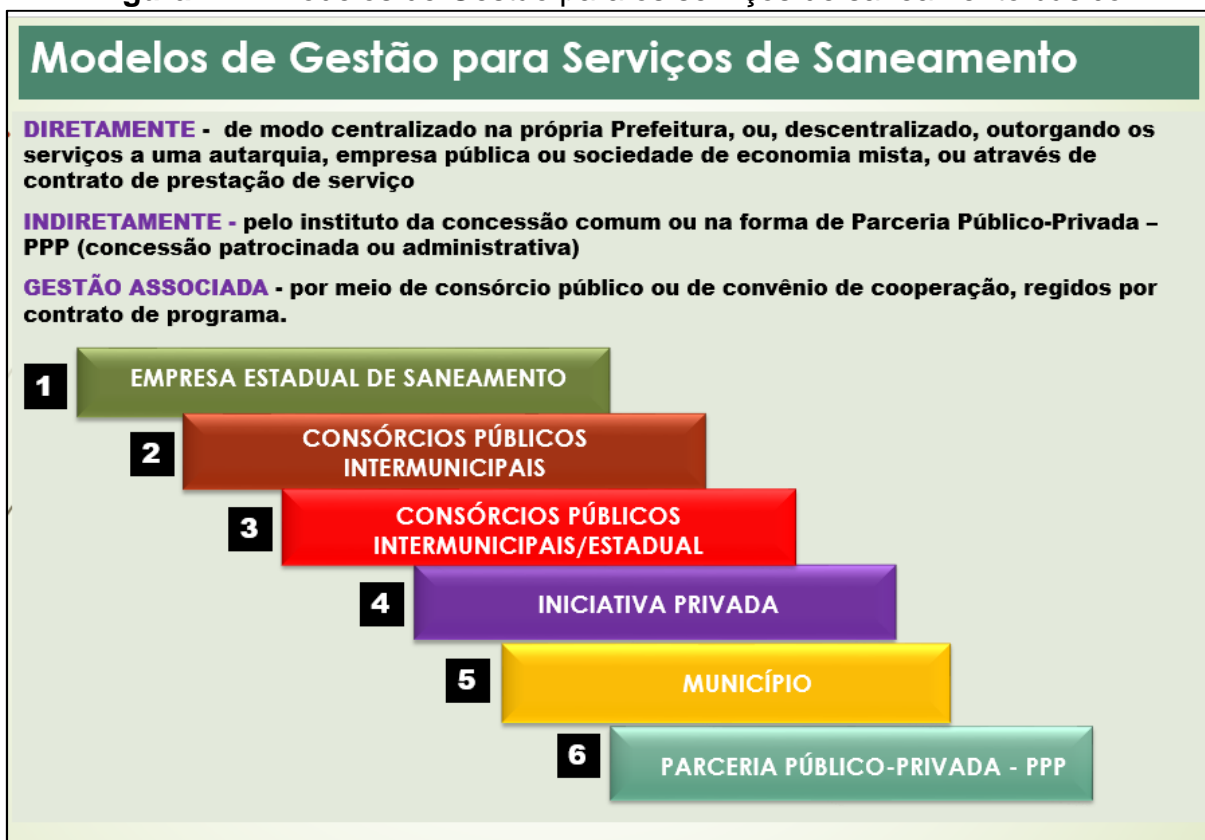 Modelos de Gestão para Serviços de Saneamento
DIRETAMENTE - de modo centralizado na própria Prefeitura, ou, descentralizado, outorgando os
serviços a uma autarquia, empresa pública ou sociedade de economia mista, ou através de
contrato de prestação de serviço
INDIRETAMENTE - pelo instituto da concessão comum ou na forma de Parceria Público-Privada –
PPP (concessão patrocinada ou administrativa)
GESTÃO ASSOCIADA - por meio de consórcio público ou de convênio de cooperação, regidos por
contrato de programa.
1 EMPRESA ESTADUAL DE SANEAMENTO
2 CONSÓRCIOS PÚBLICOS
INTERMUNICIPAIS
3 CONSÓRCIOS PÚBLICOS
INTERMUNICIPAIS/ESTADUAL
4 INICIATIVA PRIVADA
5 MUNICÍPIO
6 PARCERIA PÚBLICO-PRIVADA - PPP